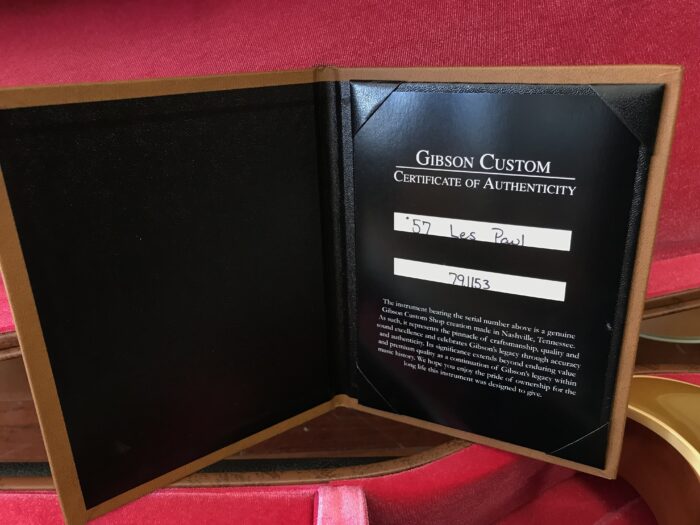 GIBSON CUSTOM
CERTIFICATE OF AUTHENTICITY
'57 Les Paul
791153
The instrument bearing the serial number above is a genuine
Gibson Custom Shop creation made in Nashville, Tennessee.
As such, it represents the pinnacle of craftsmanship, quality and
sound excellence and celebrates Gibson's legacy through accuracy
and authenticity. Its significance extends beyond enduring value
and premium quality as a continuation of Gibson's legacy within
music history. We hope you enjoy the pride of ownership for the
long life this instrument was designed to give.